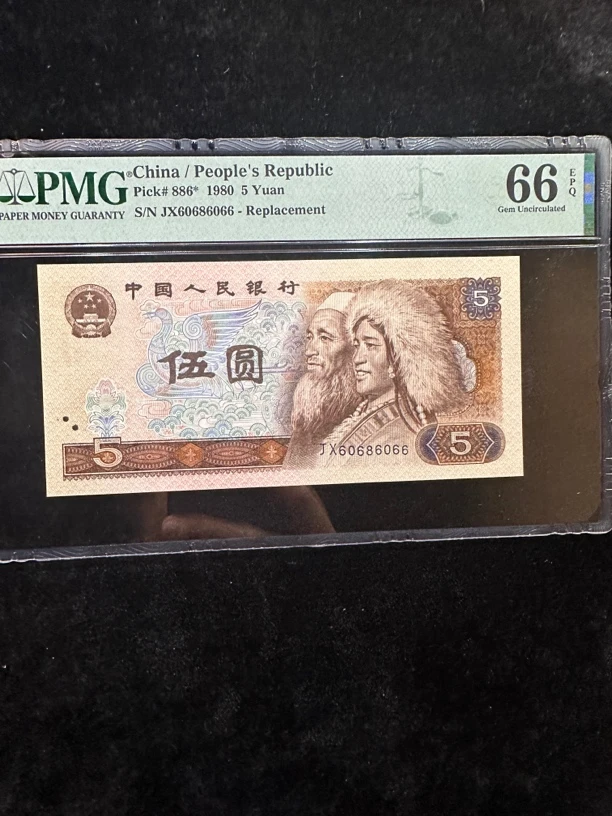 PMG
®
PAPER MONEY GUARANTY
China / People's Republic
Pick# 886* 1980 5 Yuan
S/N JX60686066 - Replacement
66
EPQ
Gem Uncirculated
中国人民银行
5
伍圆
JX60686066
5
5